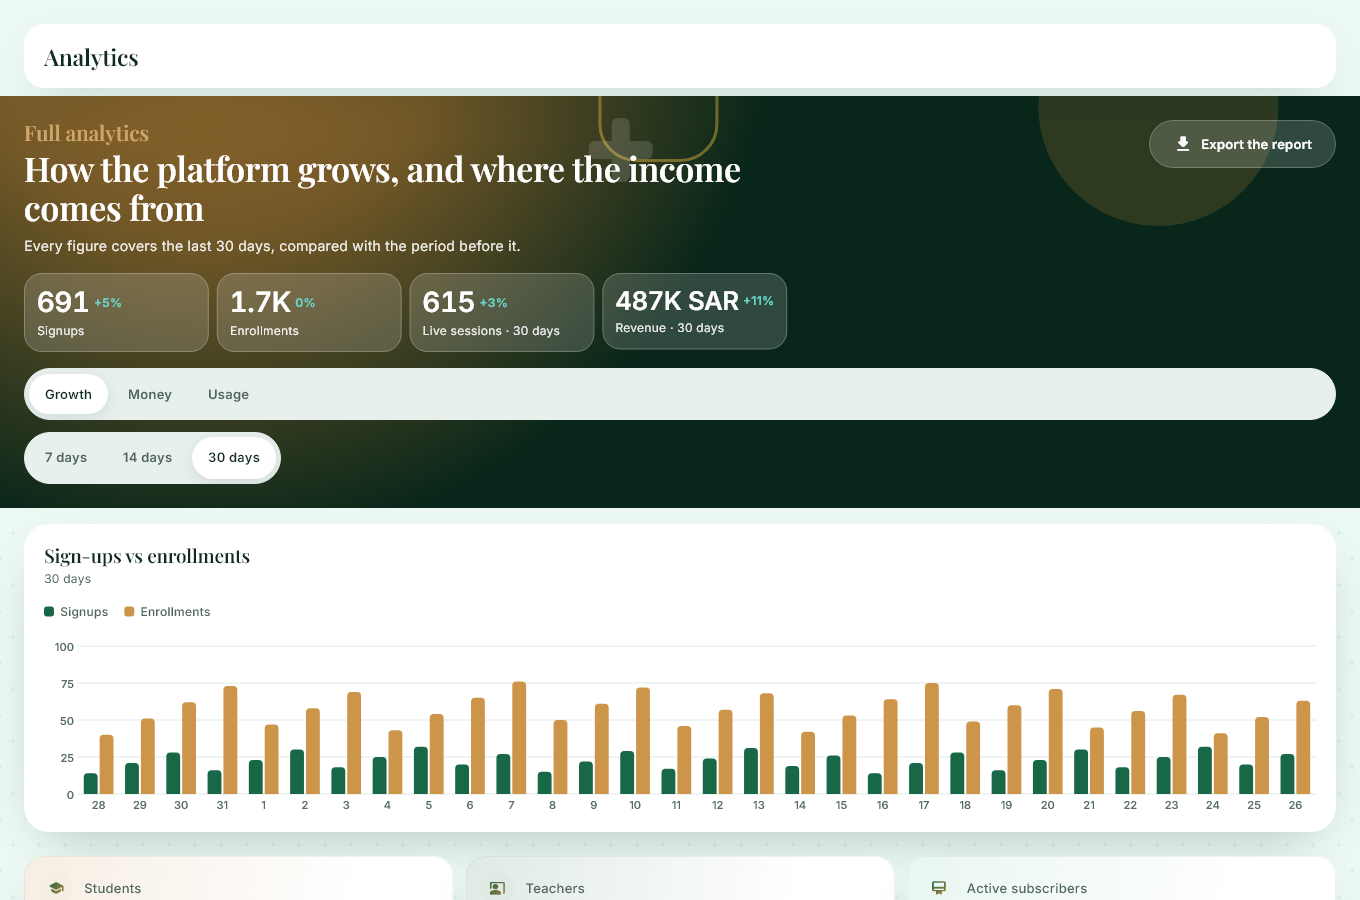 Analytics
Full analytics
How the platform grows, and where the income
comes from
Every figure covers the last 30 days, compared with the period before it.
Export the report
691 +5%
Signups
1.7K 0%
Enrollments
615 +3%
Live sessions · 30 days
487K SAR +11%
Revenue · 30 days
Growth Money Usage
7 days 14 days 30 days
Sign-ups vs enrollments
30 days
Signups Enrollments
100
75
50
25
0
28 29 30 31 1 2 3 4 5 6 7 8 9 10 11 12 13 14 15 16 17 18 19 20 21 22 23 24 25 26
Students
Teachers
Active subscribers